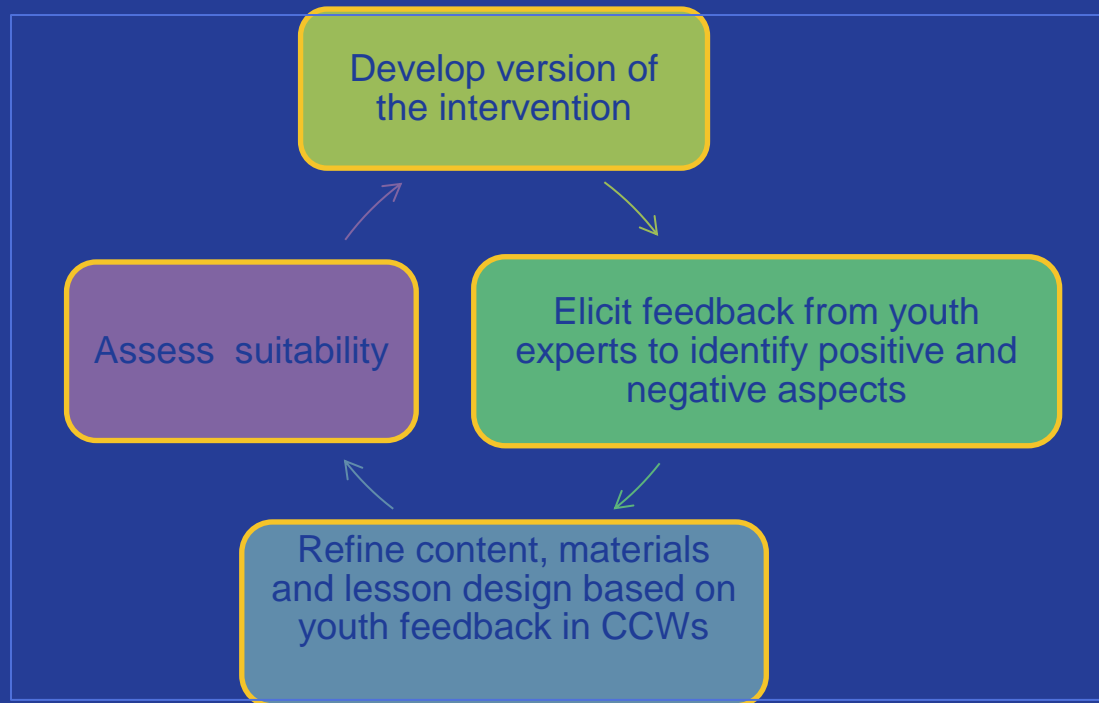 Develop version of
the intervention
Elicit feedback from youth
experts to identify positive and
negative aspects
Refine content, materials
and lesson design based on
youth feedback in CCWs
Assess  suitability